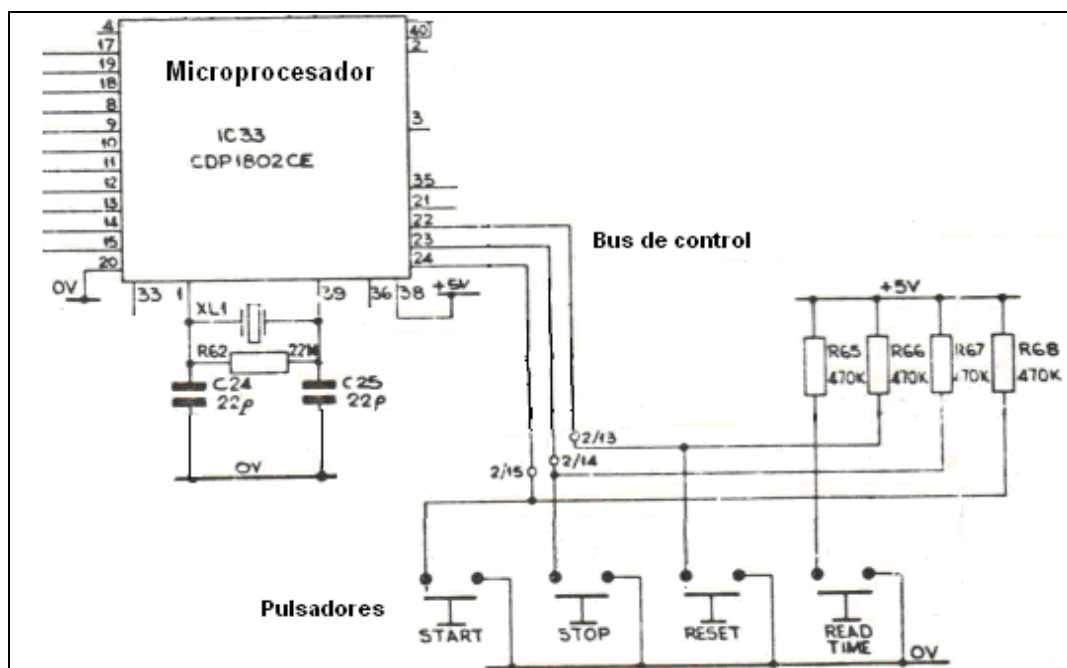 4
17
19
18
8
9
10
11
12
13
14
15
20
0V
Microprocesador
IC33
CDP1802CE
40
2
3
35
21
22
23
24
33 1 39 36 38
+5V
XL1
R62
C24
22p
C25
22p
0V
Bus de control
+5V
R65 R66 R67 R68
470K 470K 470K
2/13
2/14
2/15
Pulsadores
START STOP RESET READ
TIME
0V